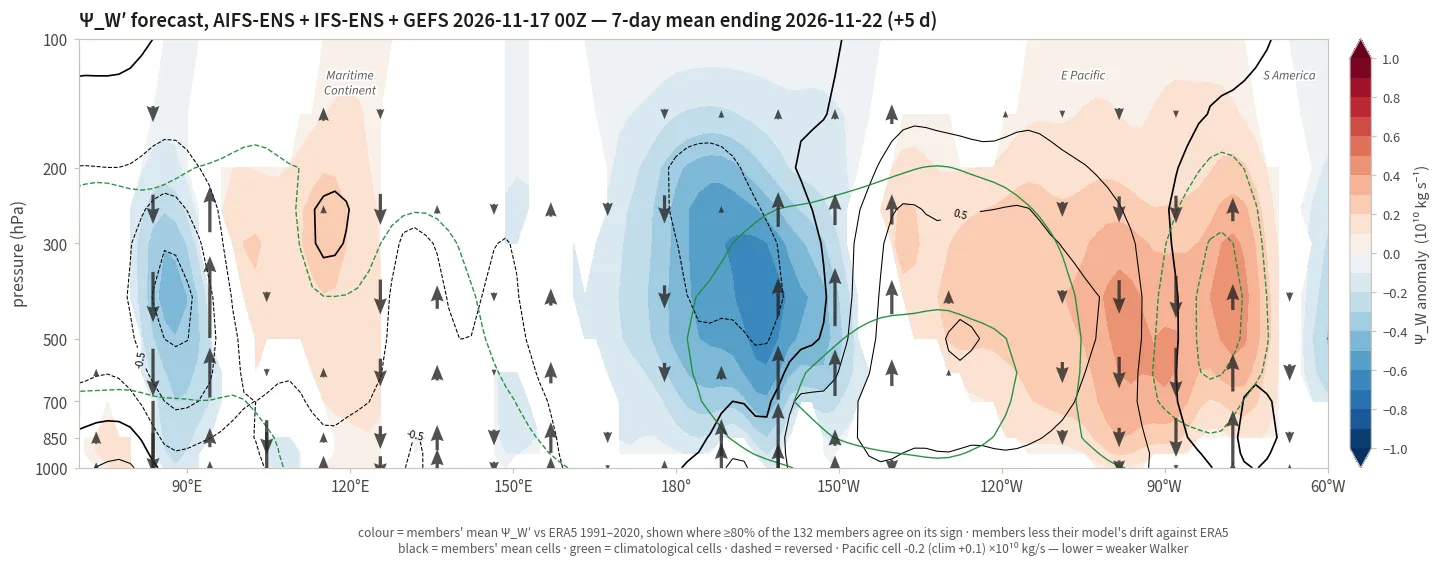 Ψ_W′ forecast, AIFS-ENS + IFS-ENS + GEFS 2026-11-17 00Z — 7-day mean ending 2026-11-22 (+5 d)
100
200
300
400
500
700
850
1000
pressure (hPa)
Maritime
Continent
E Pacific
S America
0.5
-0.5
-0.5
90°E
120°E
150°E
180°
150°W
120°W
90°W
60°W
1.0
0.8
0.6
0.4
0.2
0.0
−0.2
−0.4
−0.6
−0.8
−1.0
Ψ_W anomaly (10¹⁰ kg s⁻¹)
colour = members' mean Ψ_W′ vs ERA5 1991–2020, shown where ≥80% of the 132 members agree on its sign · members less their model's drift against ERA5
black = members' mean cells · green = climatological cells · dashed = reversed · Pacific cell -0.2 (clim +0.1) ×10¹⁰ kg/s — lower = weaker Walker